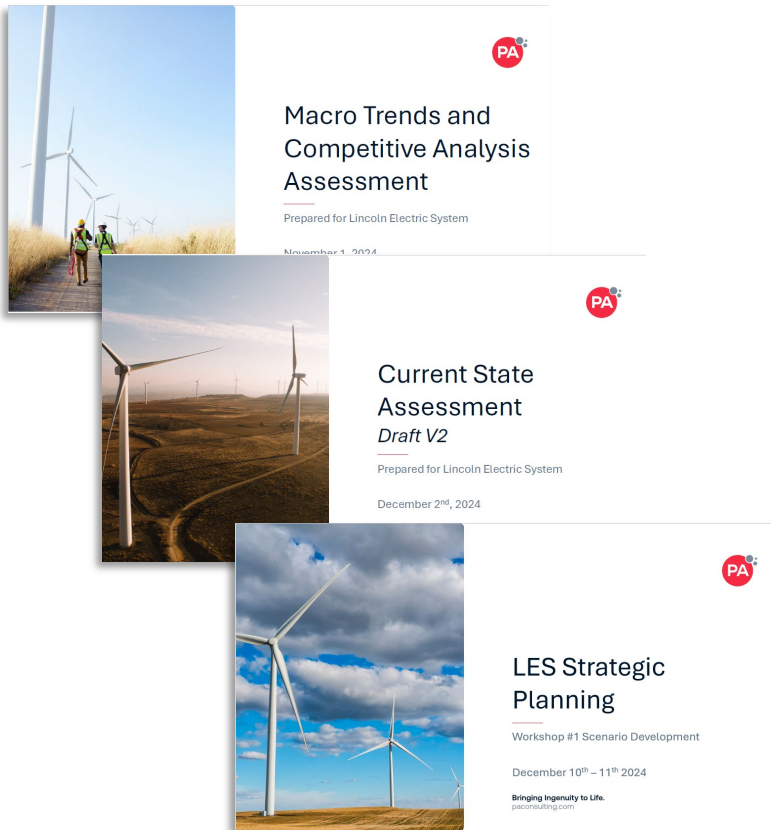 PA
Macro Trends and
Competitive Analysis
Assessment
Prepared for Lincoln Electric System
November 1, 2024
PA
Current State
Assessment
Draft V2
Prepared for Lincoln Electric System
December 2nd, 2024
PA
LES Strategic
Planning
Workshop #1 Scenario Development
December 10th – 11th 2024
Bringing Ingenuity to Life.
paconsulting.com